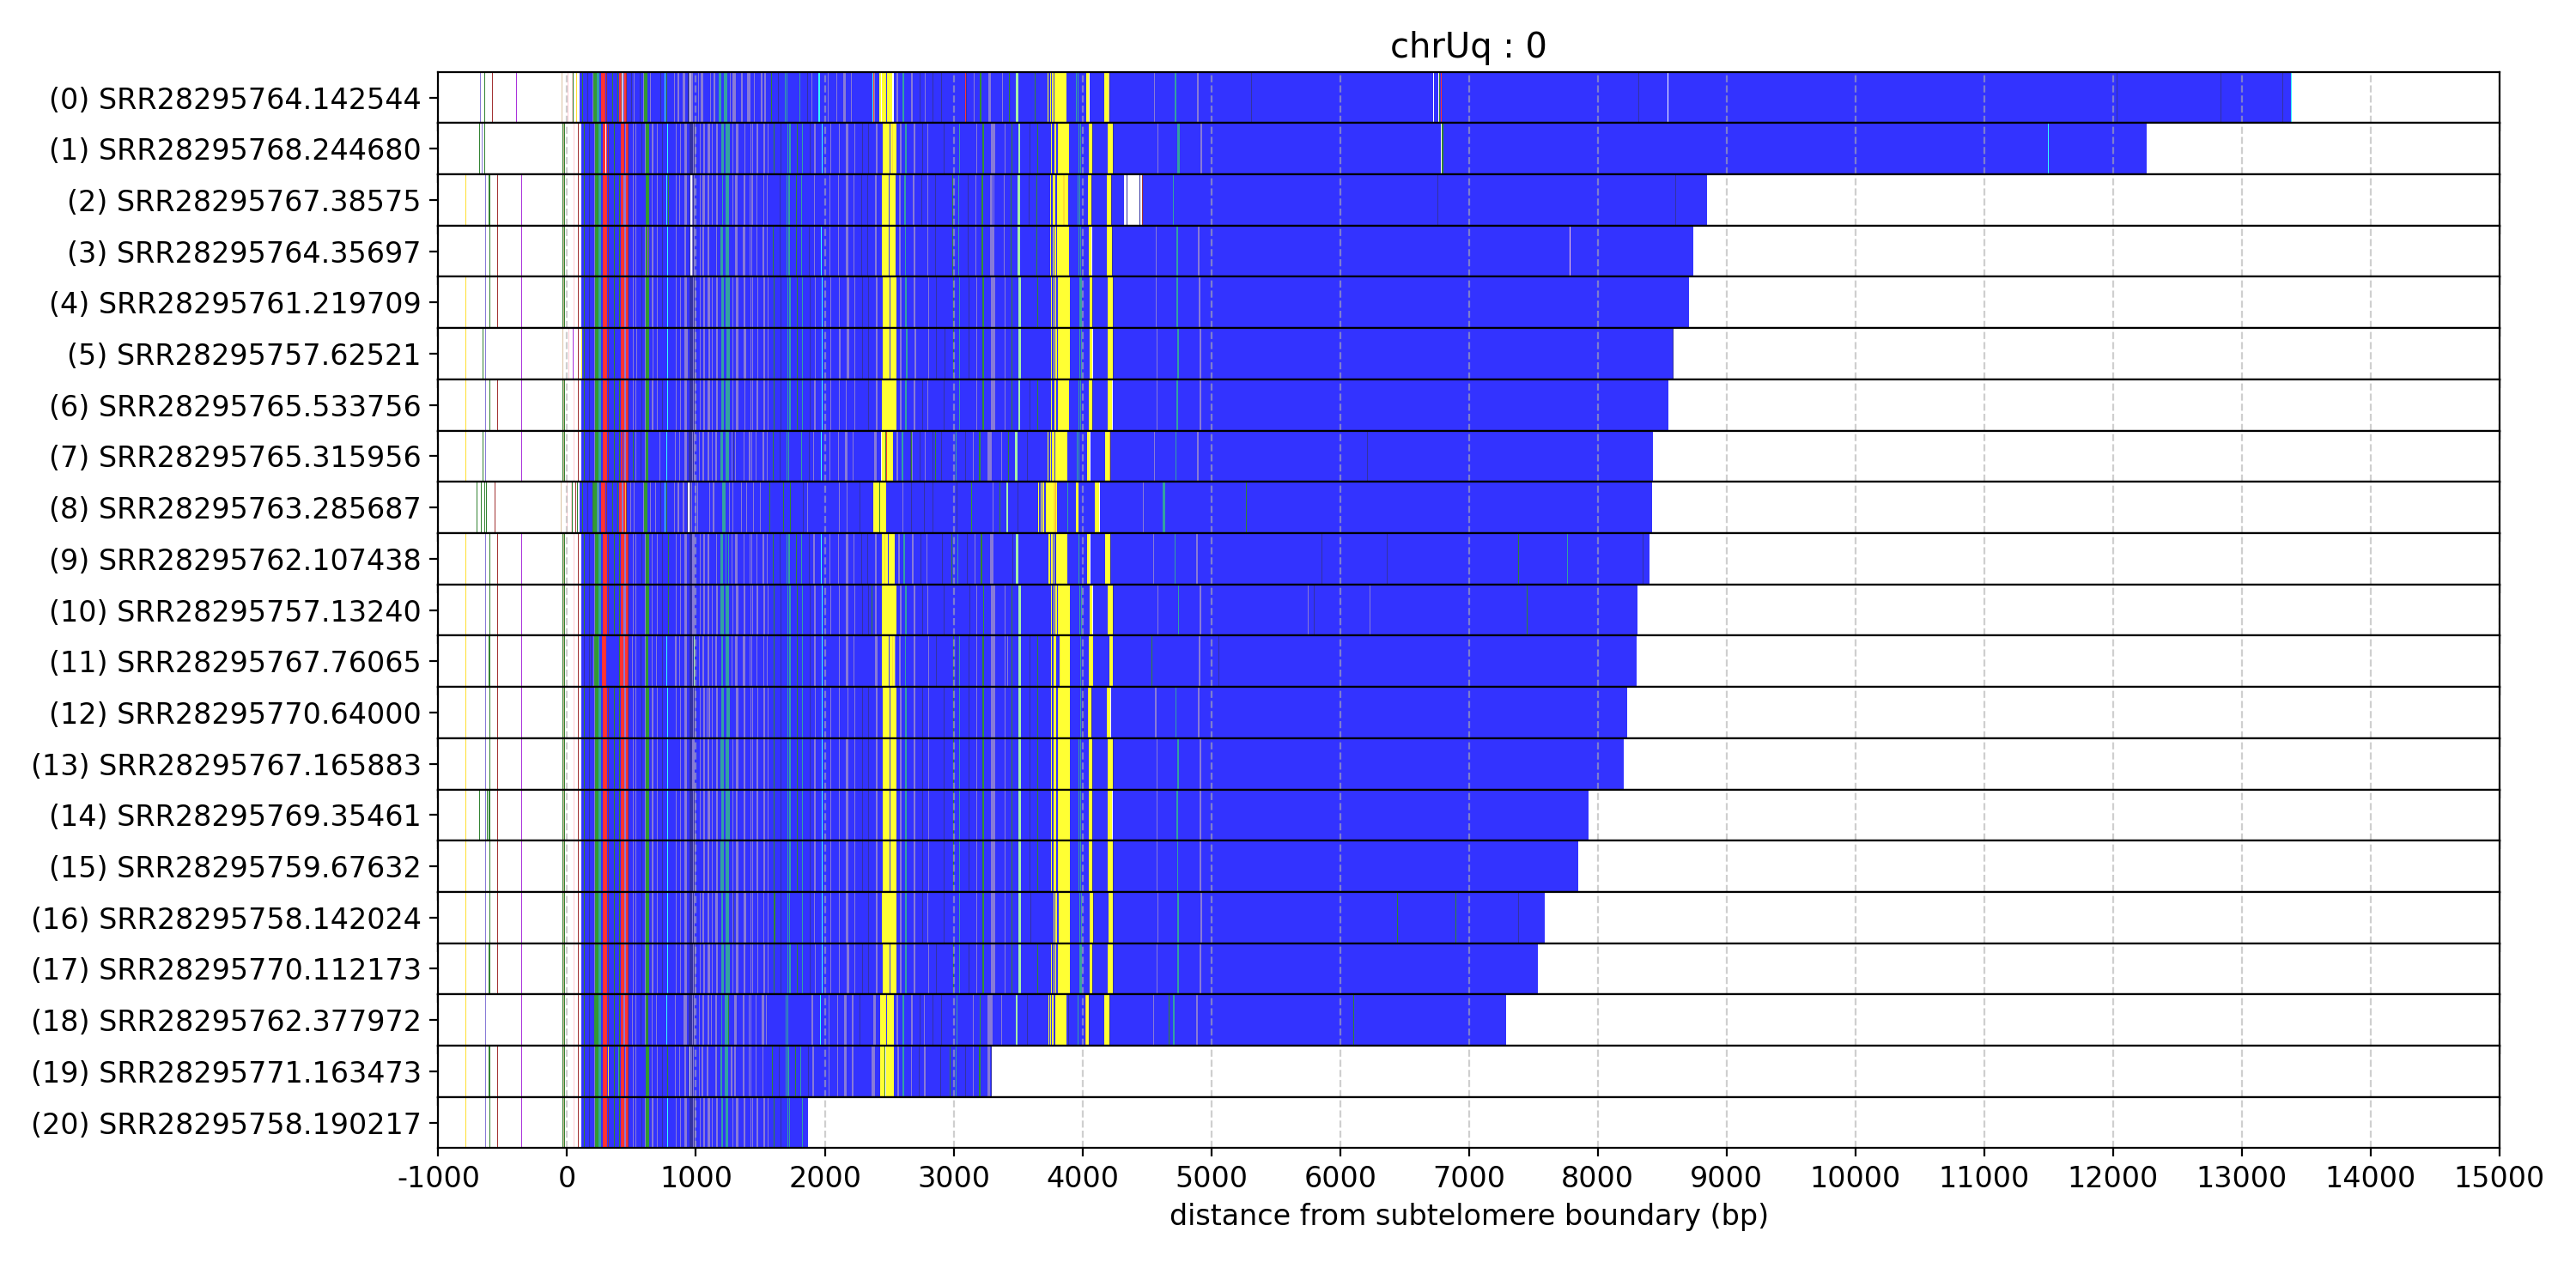 chrUq : 0
(0) SRR28295764.142544
(1) SRR28295768.244680
(2) SRR28295767.38575
(3) SRR28295764.35697
(4) SRR28295761.219709
(5) SRR28295757.62521
(6) SRR28295765.533756
(7) SRR28295765.315956
(8) SRR28295763.285687
(9) SRR28295762.107438
(10) SRR28295757.13240
(11) SRR28295767.76065
(12) SRR28295770.64000
(13) SRR28295767.165883
(14) SRR28295769.35461
(15) SRR28295759.67632
(16) SRR28295758.142024
(17) SRR28295770.112173
(18) SRR28295762.377972
(19) SRR28295771.163473
(20) SRR28295758.190217
-1000 0 1000 2000 3000 4000 5000 6000 7000 8000 9000 10000 11000 12000 13000 14000 15000
distance from subtelomere boundary (bp)